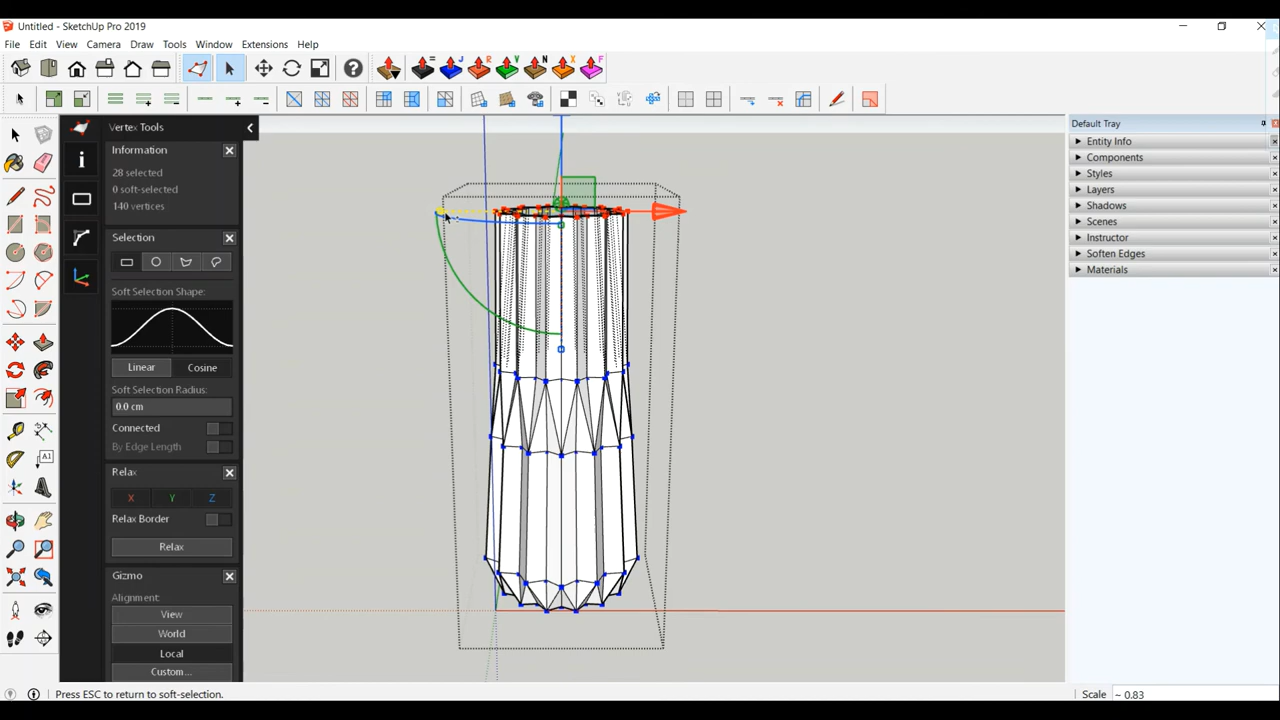 Untitled - SketchUp Pro 2019
File Edit View Camera Draw Tools Window Extensions Help
= J R V N X F
Vertex Tools
Information
28 selected
0 soft-selected
140 vertices
Selection
Soft Selection Shape:
Linear Cosine
Soft Selection Radius:
0.0 cm
Connected
By Edge Length
Relax
X Y Z
Relax Border
Relax
Gizmo
Alignment:
View
World
Local
Custom...
A1
Default Tray
Entity Info
Components
Styles
Layers
Shadows
Scenes
Instructor
Soften Edges
Materials
Press ESC to return to soft-selection.
Scale ~ 0.83